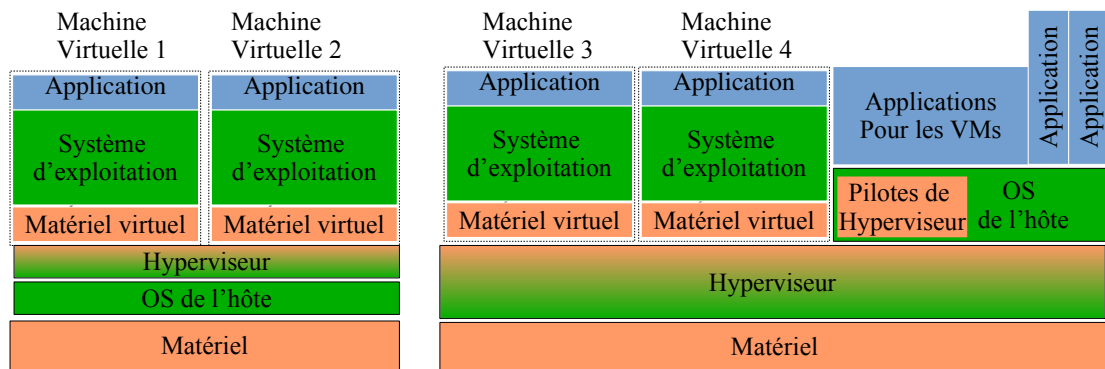 Machine
Virtuelle 1
Machine
Virtuelle 2
Application
Application
Système
d'exploitation
Système
d'exploitation
Matériel virtuel
Matériel virtuel
Hyperviseur
OS de l'hôte
Matériel
Machine
Virtuelle 3
Machine
Virtuelle 4
Application
Application
Système
d'exploitation
Système
d'exploitation
Matériel virtuel
Matériel virtuel
Applications
Pour les VMs
Application
Application
Pilotes de
Hyperviseur
OS
de l'hôte
Hyperviseur
Matériel